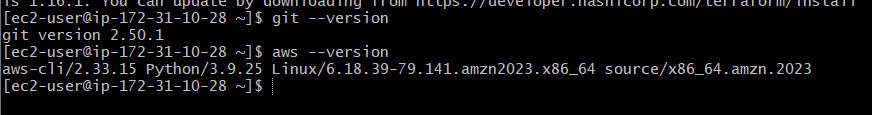 is 1.16.1. You can update by downloading from https://developer.hashicorp.com/terraform/install
[ec2-user@ip-172-31-10-28 ~]$ git --version
git version 2.50.1
[ec2-user@ip-172-31-10-28 ~]$ aws --version
aws-cli/2.33.15 Python/3.9.25 Linux/6.18.39-79.141.amzn2023.x86_64 source/x86_64.amzn.2023
[ec2-user@ip-172-31-10-28 ~]$